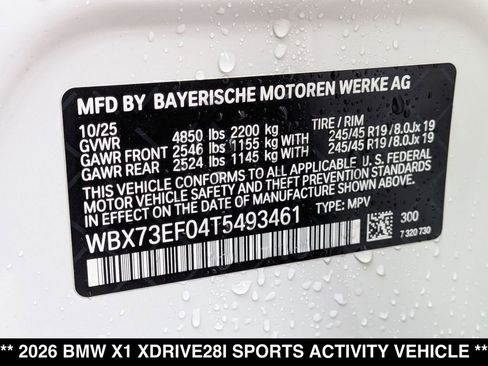 MFD BY BAYERISCHE MOTOREN WERKE AG
10/25 TIRE / RIM
GVWR 4850 lbs 2200 kg
GAWR FRONT 2546 lbs 1155 kg WITH 245/45 R19 / 8.0Jx 19
GAWR REAR 2524 lbs 1145 kg WITH 245/45 R19 / 8.0Jx 19
THIS VEHICLE CONFORMS TO ALL APPLICABLE U. S. FEDERAL
MOTOR VEHICLE SAFETY AND THEFT PREVENTION STANDARDS
IN EFFECT ON THE DATE OF MANUFACTURE SHOWN ABOVE.
WBX73EF04T5493461 TYPE: MPV
300
7 320 730
** 2026 BMW X1 XDRIVE28I SPORTS ACTIVITY VEHICLE **